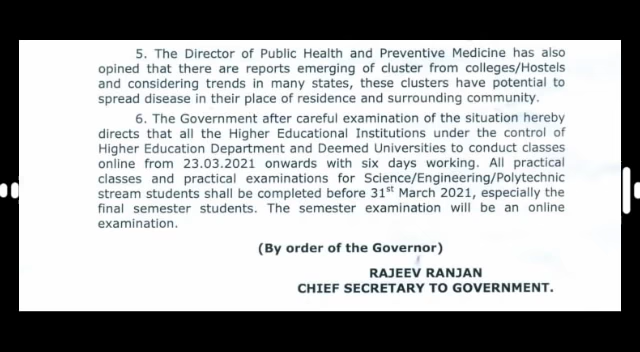 5. The Director of Public Health and Preventive Medicine has also
opined that there are reports emerging of cluster from colleges/Hostels
and considering trends in many states, these clusters have potential to
spread disease in their place of residence and surrounding community.
6. The Government after careful examination of the situation hereby
directs that all the Higher Educational Institutions under the control of
Higher Education Department and Deemed Universities to conduct classes
online from 23.03.2021 onwards with six days working. All practical
classes and practical examinations for Science/Engineering/Polytechnic
stream students shall be completed before 31st March 2021, especially the
final semester students. The semester examination will be an online
examination.
(By order of the Governor)
RAJEEV RANJAN
CHIEF SECRETARY TO GOVERNMENT.